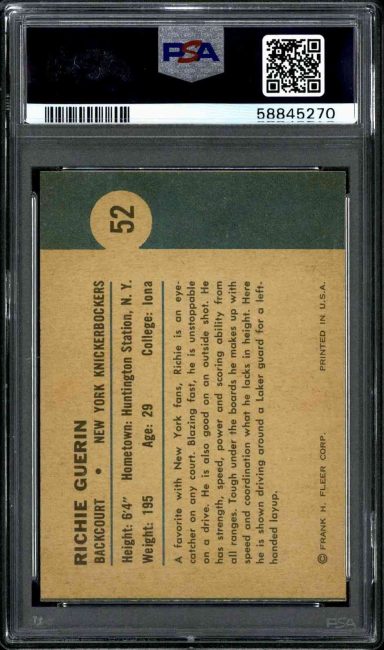 PSA
58845270
52
RICHIE GUERIN
BACKCOURT • NEW YORK KNICKERBOCKERS
Height: 6'4" Hometown: Huntington Station, N. Y.
Weight: 195 Age: 29 College: Iona
A favorite with New York fans, Richie is an eye-
catcher on any court. Blazing fast, he is unstoppable
on a drive. He is also good on an outside shot. He
has strength, speed, power and scoring ability from
all ranges. Tough under the boards he makes up with
speed and coordination what he lacks in height. Here
he is shown driving around a Laker guard for a left-
handed layup.
© FRANK H. FLEER CORP. PRINTED IN U.S.A.
PSA